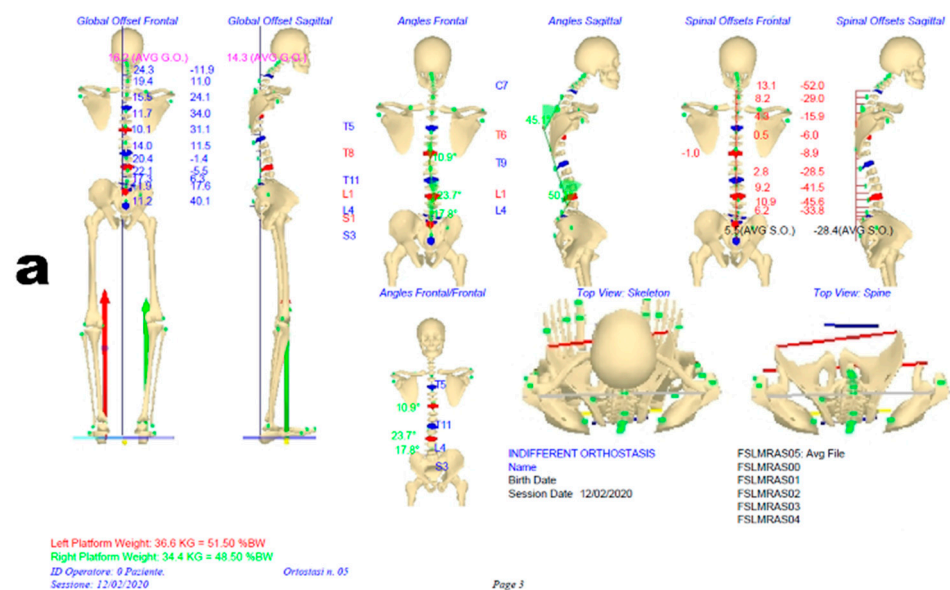 Global Offset Frontal
Global Offset Sagittal
Angles Frontal
Angles Sagittal
Spinal Offsets Frontal
Spinal Offsets Sagittal
16.2 (AVG G.O.)
14.3 (AVG G.O.)
24.3 -11.9
19.4 11.0
15.5 24.1
11.7 34.0
10.1 31.1
14.0 11.5
20.4 -1.4
22.1 -5.5
17.3 6.3
11.9 17.6
11.2 40.1
T5
T8
T11
L1
L4
S1
S3
10.9°
23.7°
17.8°
C7
T6
T9
L1
L4
45.1°
50
13.1 -52.0
8.2 -29.0
4.3 -15.9
0.5 -6.0
-1.0 -8.9
2.8 -28.5
9.2 -41.5
10.9 -45.6
6.2 -33.8
5.5(AVG S.O.) -28.4(AVG S.O.)
a
Angles Frontal/Frontal
Top View: Skeleton
Top View: Spine
T5
10.9°
T11
23.7°
17.8°
L4
S3
INDIFFERENT ORTHOSTASIS
Name
Birth Date
Session Date 12/02/2020
FSLMRAS05: Avg File
FSLMRAS00
FSLMRAS01
FSLMRAS02
FSLMRAS03
FSLMRAS04
Left Platform Weight: 36.6 KG = 51.50 %BW
Right Platform Weight: 34.4 KG = 48.50 %BW
ID Operatore: 0 Paziente.
Ortostasi n. 05
Sessione: 12/02/2020
Page 3